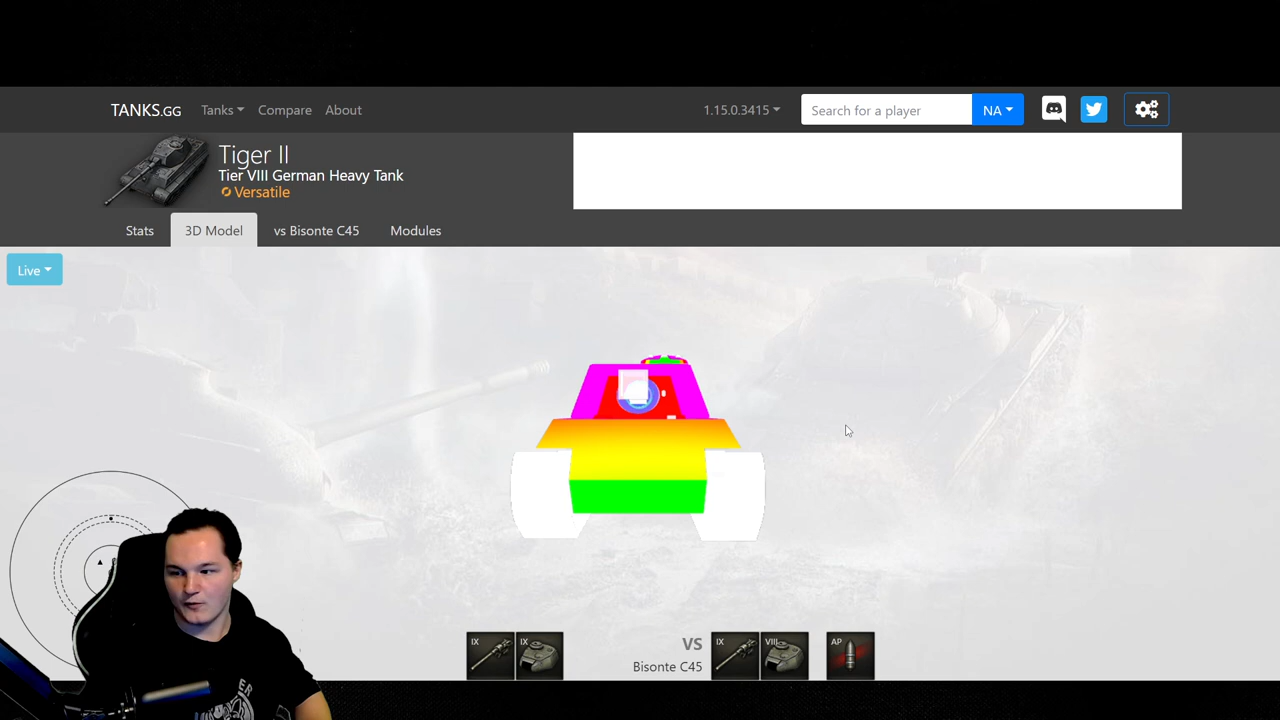 TANKS.GG Tanks Compare About 1.15.0.3415 Search for a player NA
Tiger II
Tier VIII German Heavy Tank
Versatile
Stats 3D Model vs Bisonte C45 Modules
Live
IX IX VS IX VIII AP
Bisonte C45
ER